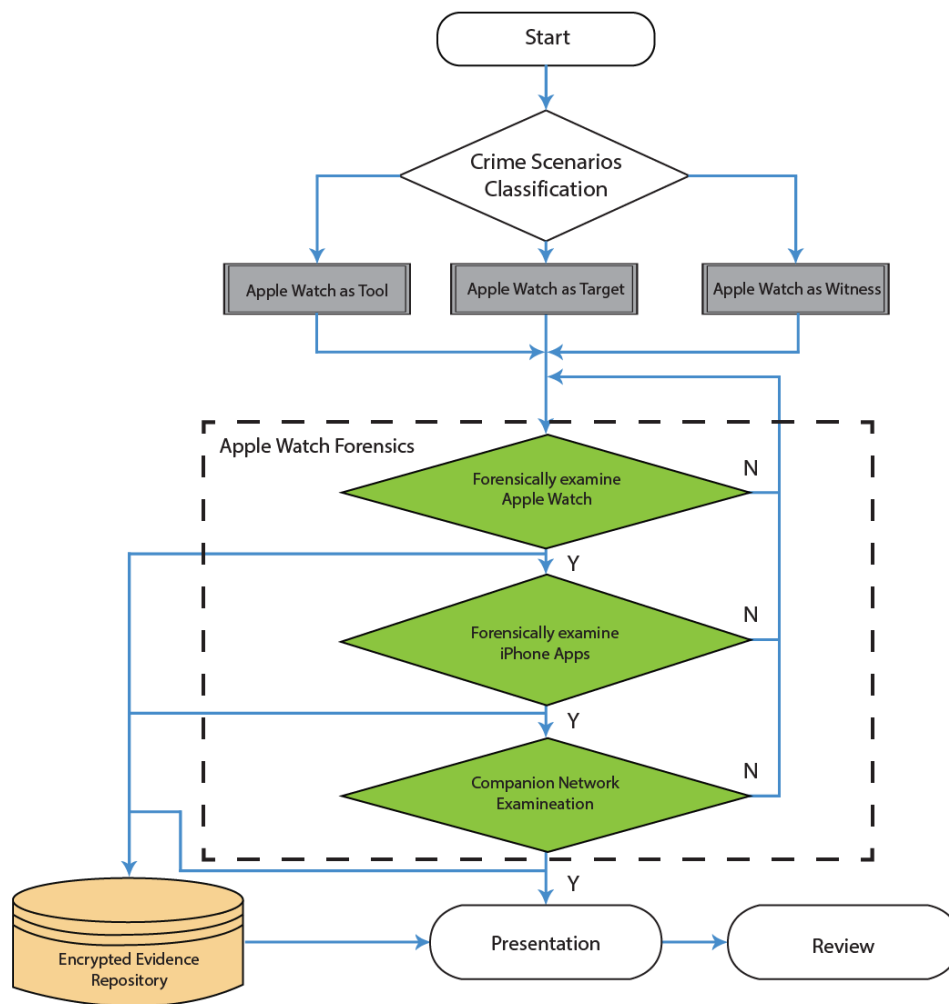 Start
Crime Scenarios
Classification
Apple Watch as Tool
Apple Watch as Target
Apple Watch as Witness
Apple Watch Forensics
Forensically examine
Apple Watch
N
Y
Forensically examine
iPhone Apps
N
Y
Companion Network
Examineation
N
Y
Encrypted Evidence
Repository
Presentation
Review